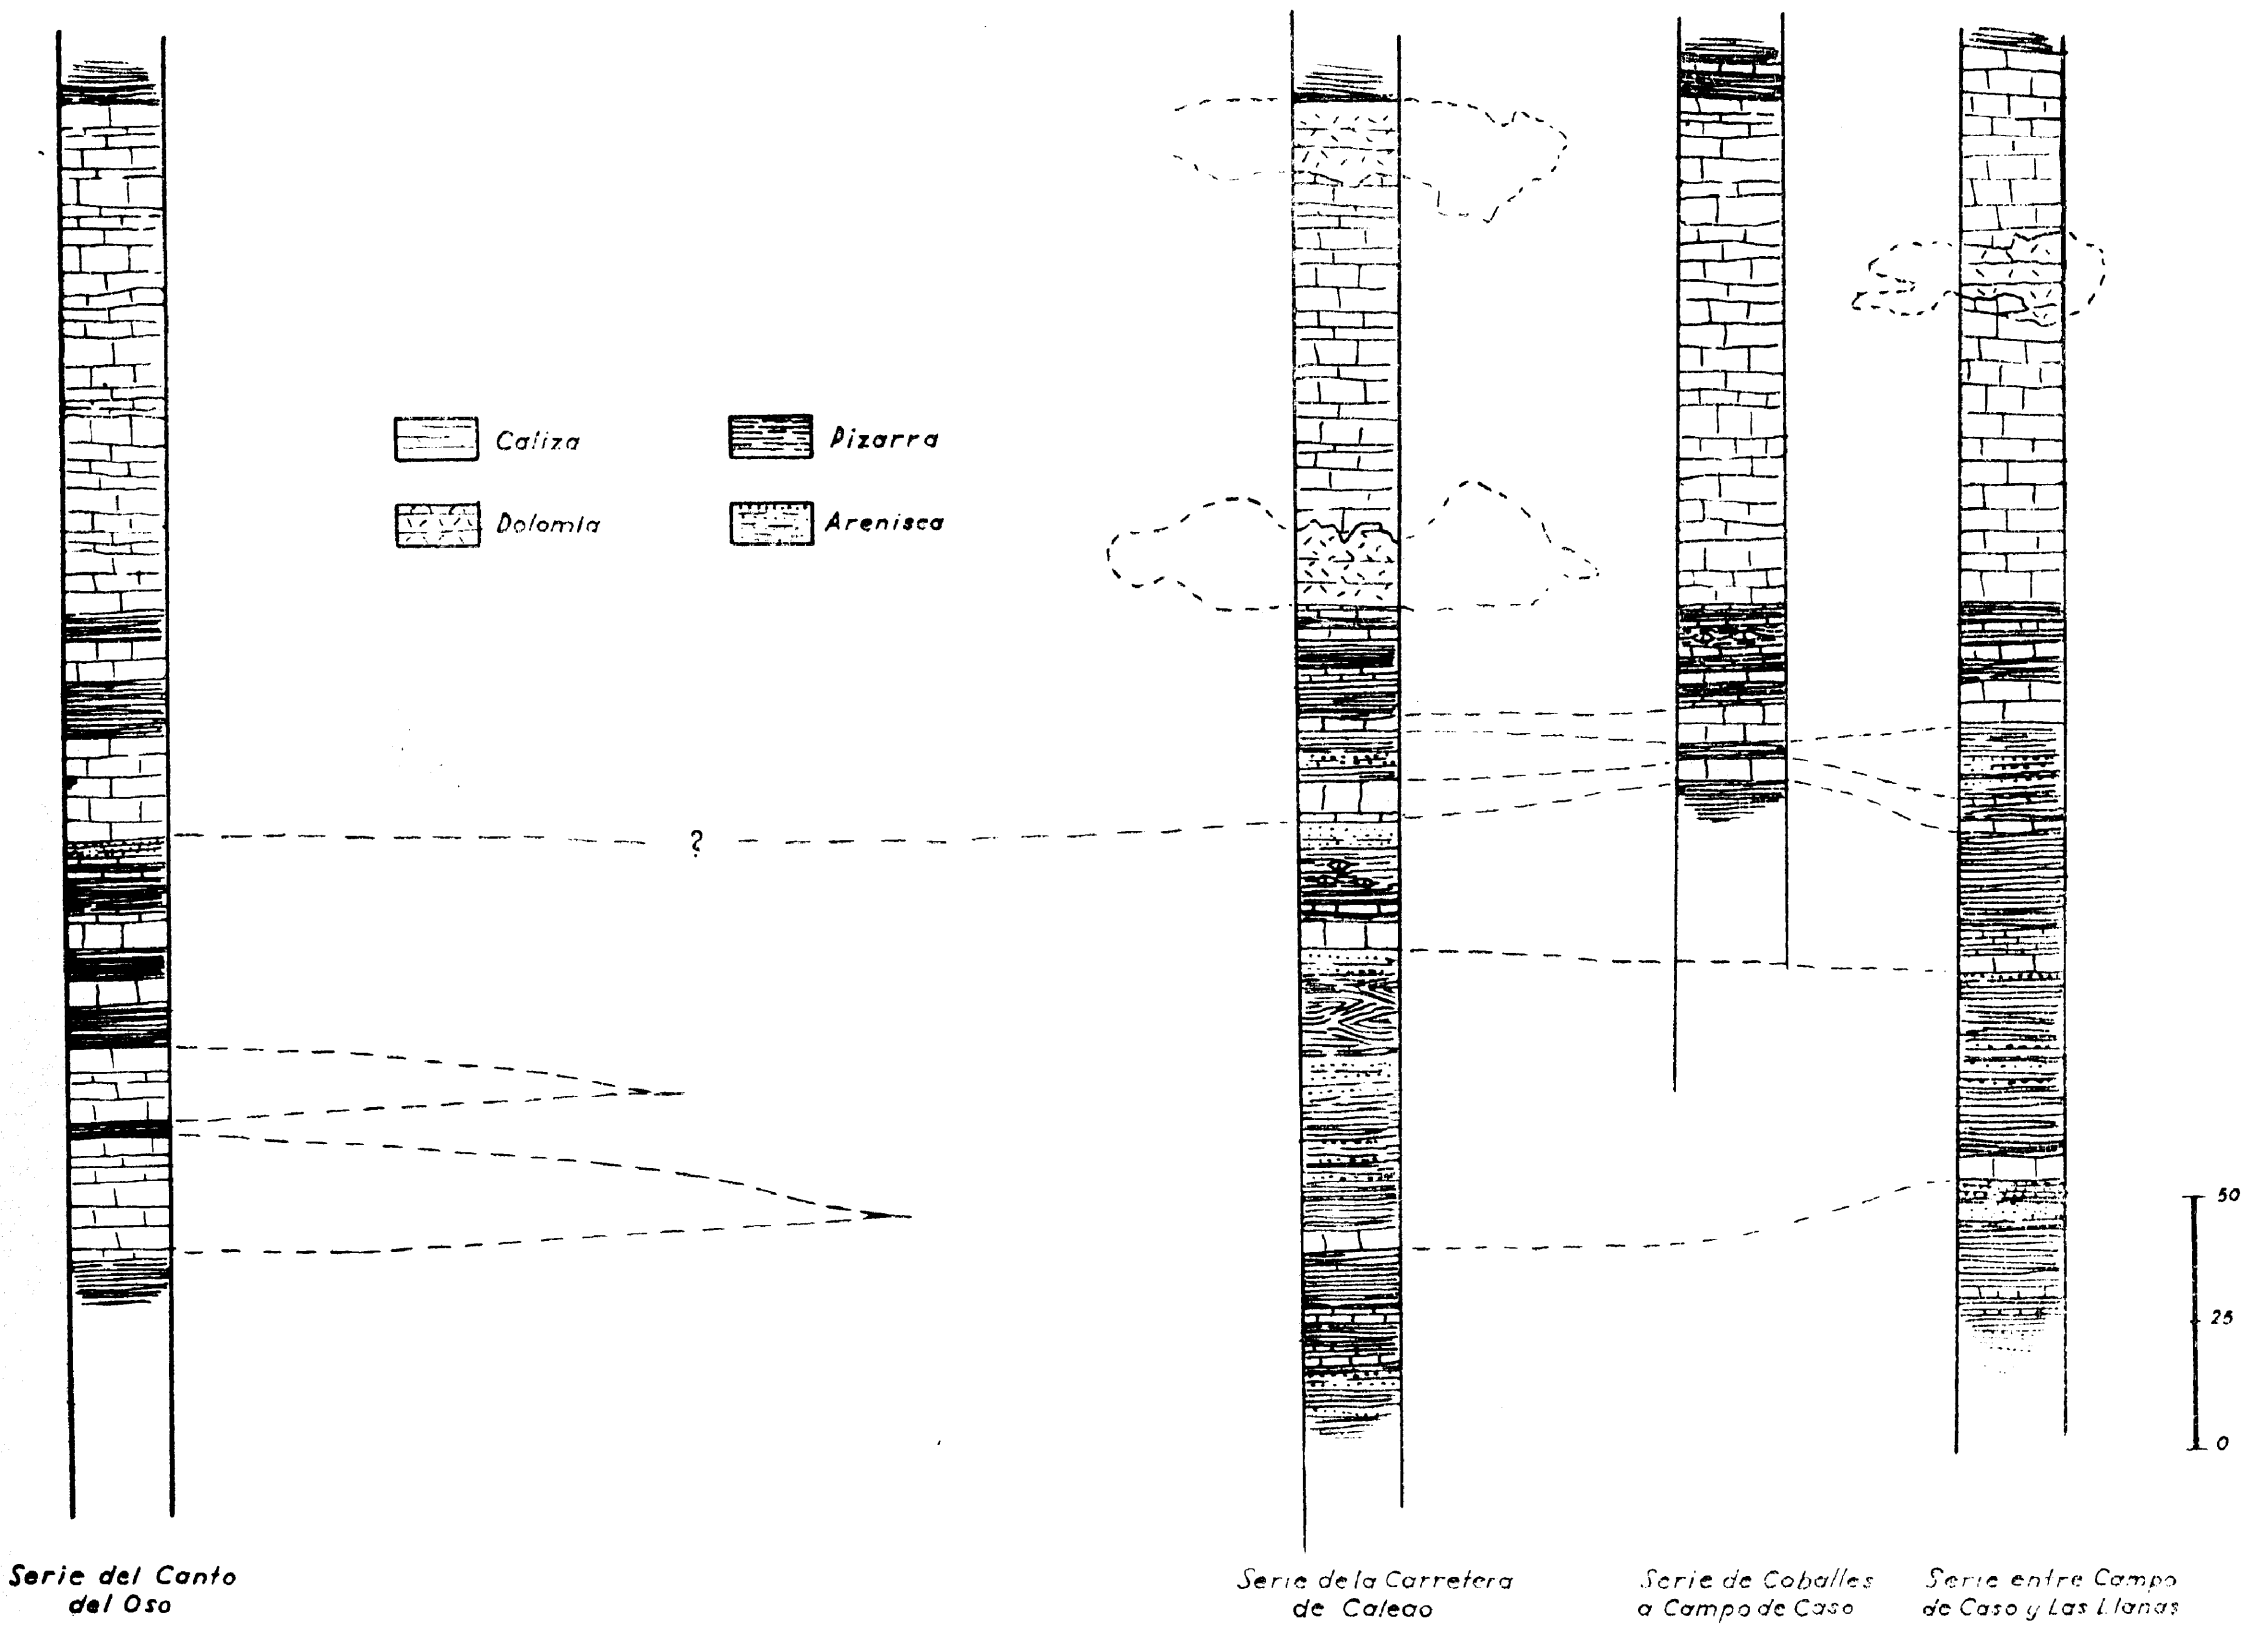 Caliza
Pizarra
Dolomía
Arenisca
?
50
25
0
Serie del Canto
del Oso
Serie de la Carretera
de Caleao
Serie de Coballes
a Campo de Caso
Serie entre Campo
de Caso y Las Llanas